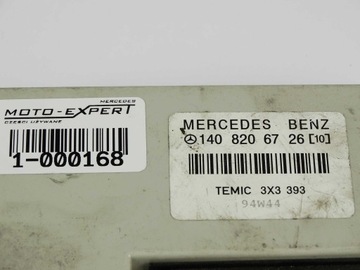 MERCEDES
MOTO-EXPERT
CZĘŚCI UŻYWANE
1-000168
MERCEDES BENZ
140 820 67 26 [10]
TEMIC 3X3 393
94W44